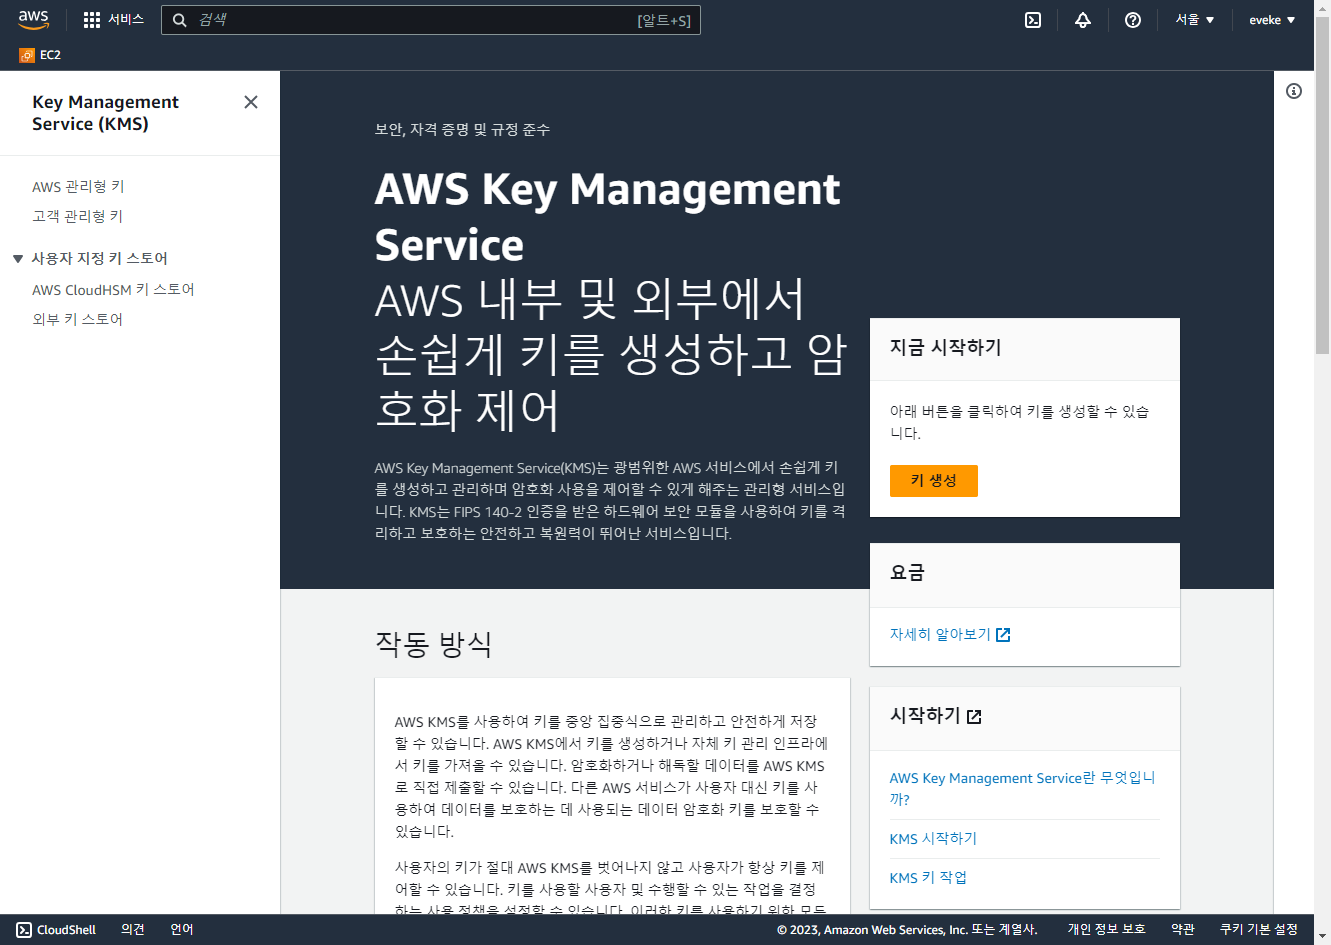 aws
서비스
검색
[알트+S]
서울 ▼
eveke ▼
EC2
Key Management
Service (KMS)
AWS 관리형 키
고객 관리형 키
사용자 지정 키 스토어
AWS CloudHSM 키 스토어
외부 키 스토어
보안, 자격 증명 및 규정 준수
AWS Key Management
Service
AWS 내부 및 외부에서
손쉽게 키를 생성하고 암
호화 제어
AWS Key Management Service(KMS)는 광범위한 AWS 서비스에서 손쉽게 키
를 생성하고 관리하며 암호화 사용을 제어할 수 있게 해주는 관리형 서비스입
니다. KMS는 FIPS 140-2 인증을 받은 하드웨어 보안 모듈을 사용하여 키를 격
리하고 보호하는 안전하고 복원력이 뛰어난 서비스입니다.
지금 시작하기
아래 버튼을 클릭하여 키를 생성할 수 있습
니다.
키 생성
요금
자세히 알아보기
시작하기
AWS Key Management Service란 무엇입니
까?
KMS 시작하기
KMS 키 작업
작동 방식
AWS KMS를 사용하여 키를 중앙 집중식으로 관리하고 안전하게 저장
할 수 있습니다. AWS KMS에서 키를 생성하거나 자체 키 관리 인프라에
서 키를 가져올 수 있습니다. 암호화하거나 해독할 데이터를 AWS KMS
로 직접 제출할 수 있습니다. 다른 AWS 서비스가 사용자 대신 키를 사
용하여 데이터를 보호하는 데 사용되는 데이터 암호화 키를 보호할 수
있습니다.
사용자의 키가 절대 AWS KMS를 벗어나지 않고 사용자가 항상 키를 제
어할 수 있습니다. 키를 사용할 사용자 및 수행할 수 있는 작업을 결정
하는 사용 정책을 설정할 수 있습니다. 이러한 키를 사용하기 위한 모든
CloudShell
의견
언어
© 2023, Amazon Web Services, Inc. 또는 계열사.
개인 정보 보호
약관
쿠키 기본 설정